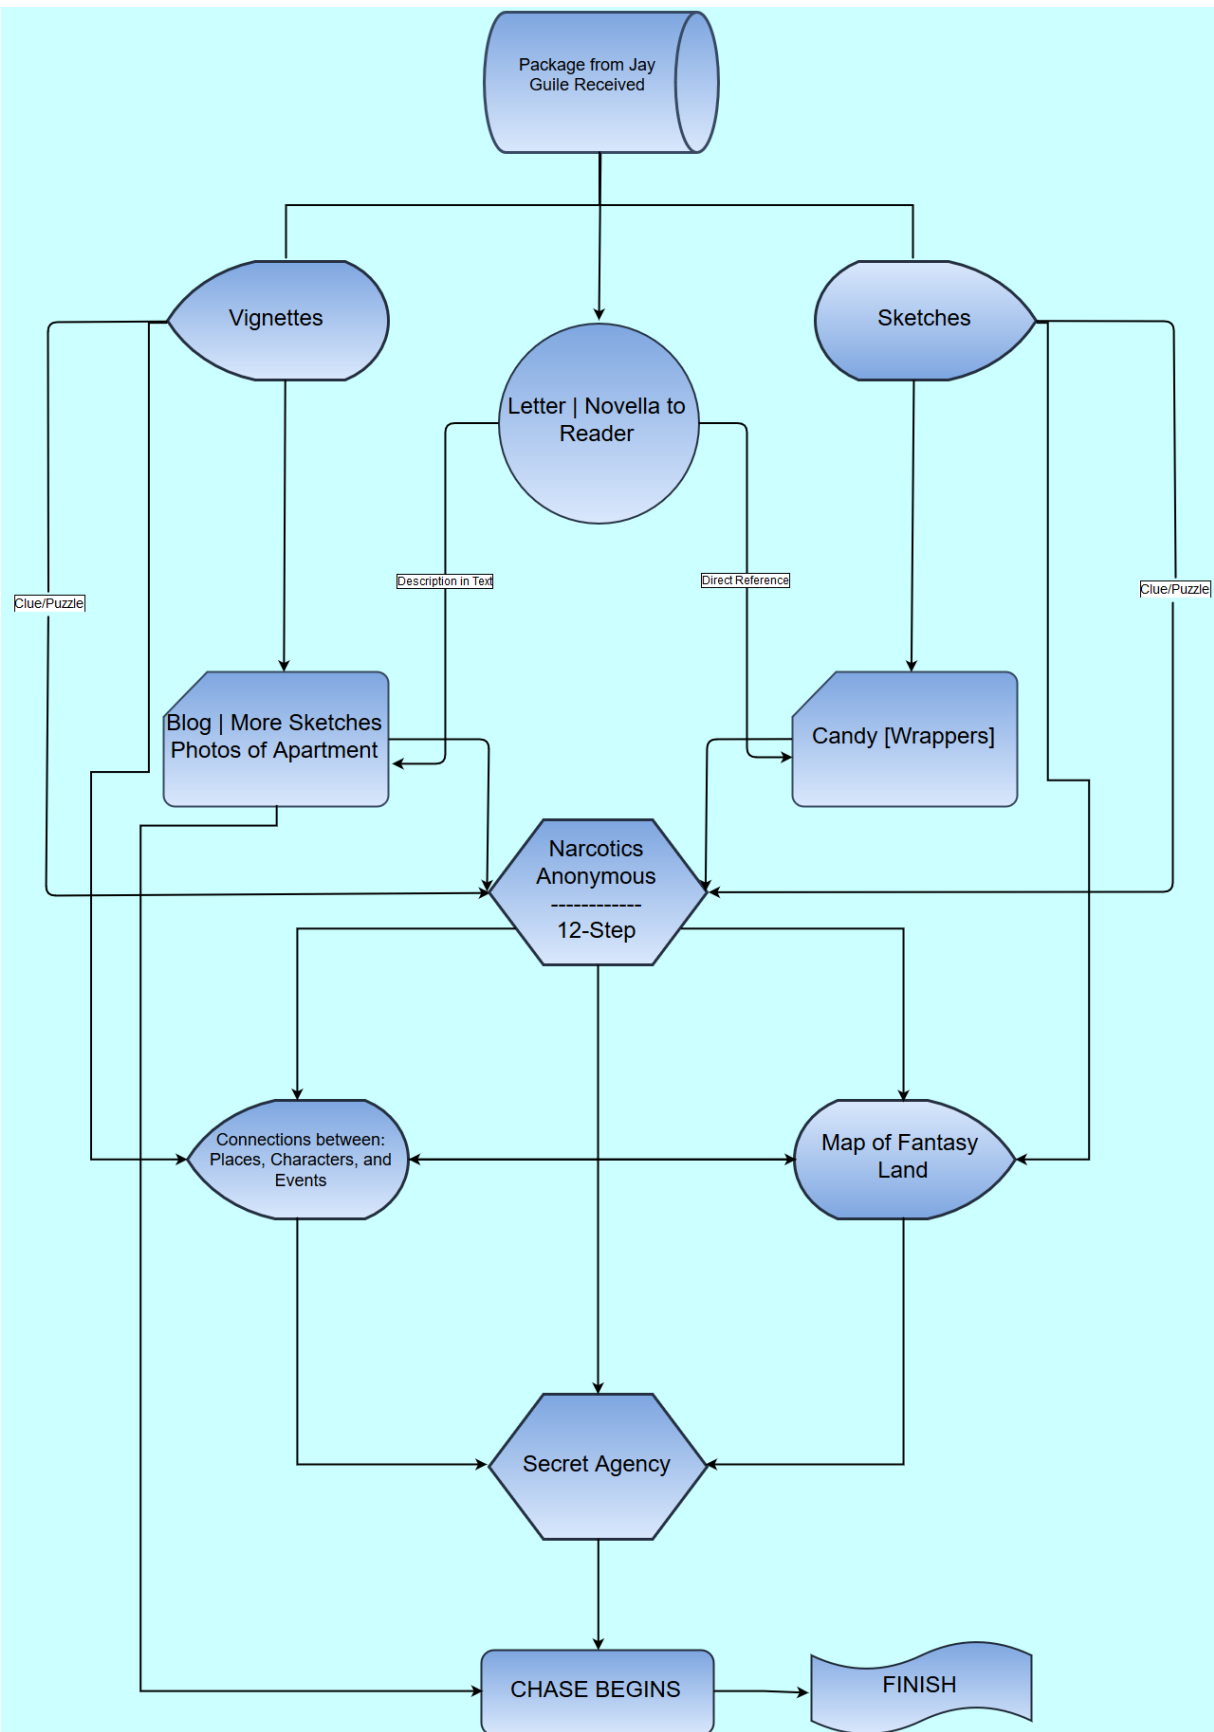 Package from Jay
Guile Received
Vignettes
Sketches
Letter | Novella to
Reader
Description in Text
Direct Reference
Clue/Puzzle
Clue/Puzzle
Blog | More Sketches
Photos of Apartment
Candy [Wrappers]
Narcotics
Anonymous
------------
12-Step
Connections between:
Places, Characters, and
Events
Map of Fantasy
Land
Secret Agency
CHASE BEGINS
FINISH